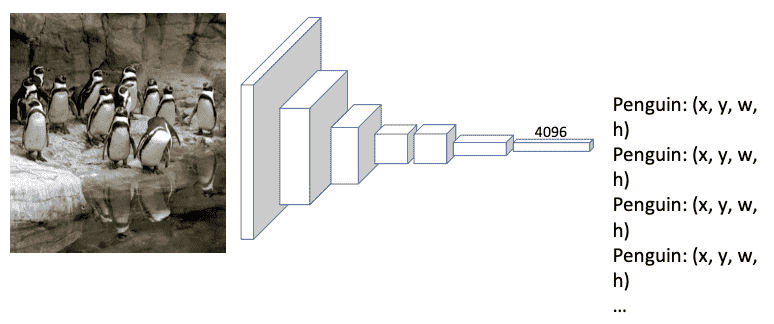 4096
Penguin: (x, y, w,
h)
Penguin: (x, y, w,
h)
Penguin: (x, y, w,
h)
Penguin: (x, y, w,
h)
...